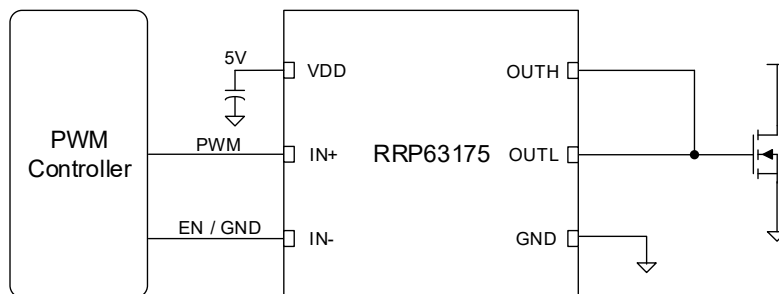 5V
VDD
OUTH
PWM
Controller
PWM
IN+
RRP63175
OUTL
EN / GND
IN-
GND